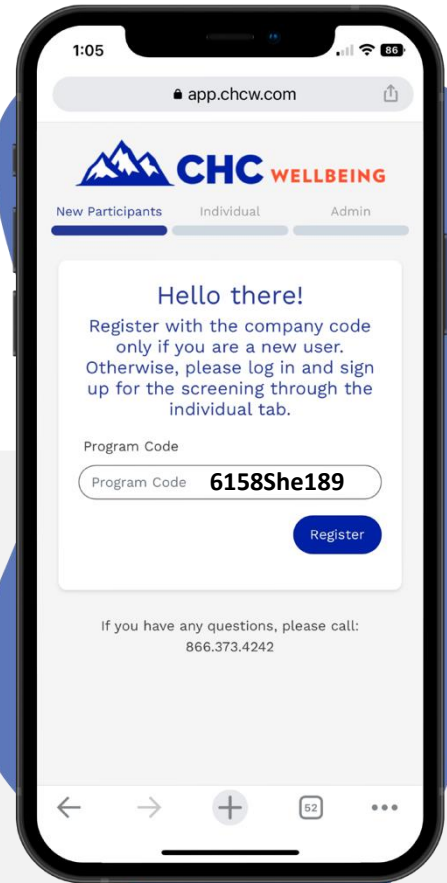 1:05
86
app.chcw.com
CHC WELLBEING
New Participants Individual Admin
Hello there!
Register with the company code
only if you are a new user.
Otherwise, please log in and sign
up for the screening through the
individual tab.
Program Code
Program Code 6158She189
Register
If you have any questions, please call:
866.373.4242
52